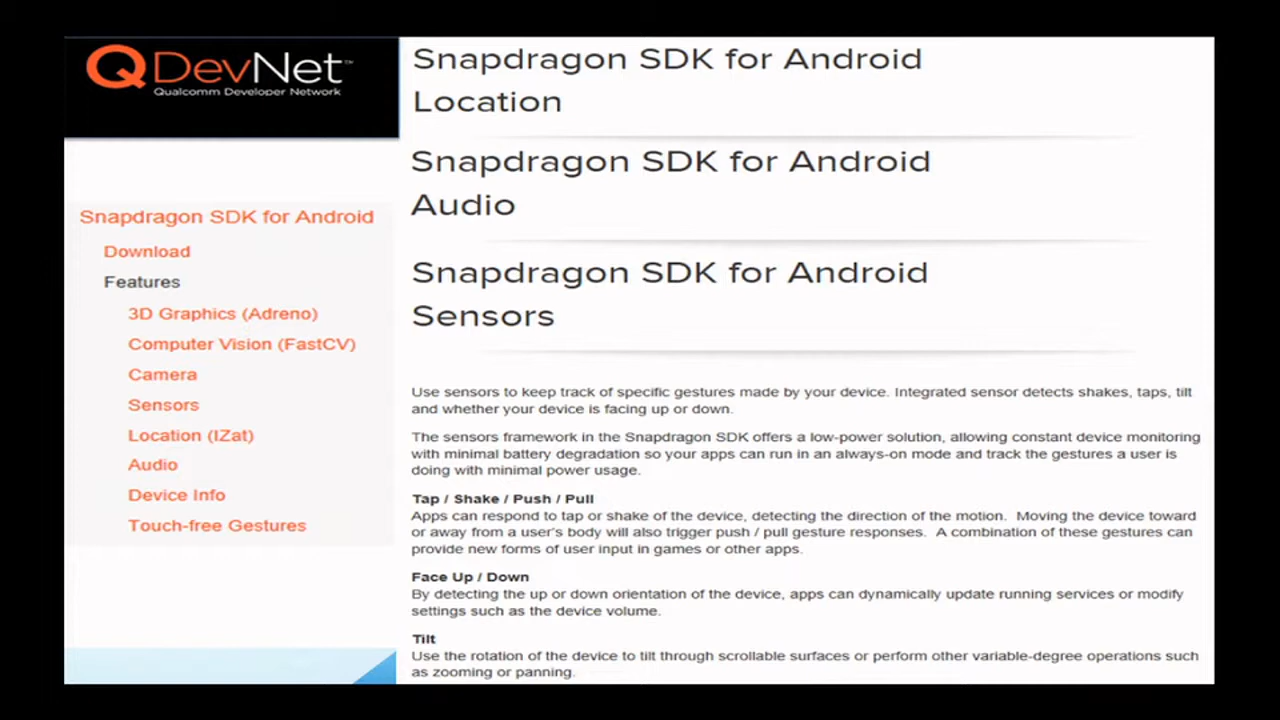 QDevNet™
Qualcomm Developer Network
Snapdragon SDK for Android
Download
Features
3D Graphics (Adreno)
Computer Vision (FastCV)
Camera
Sensors
Location (IZat)
Audio
Device Info
Touch-free Gestures
Snapdragon SDK for Android
Location
Snapdragon SDK for Android
Audio
Snapdragon SDK for Android
Sensors
Use sensors to keep track of specific gestures made by your device. Integrated sensor detects shakes, taps, tilt
and whether your device is facing up or down.
The sensors framework in the Snapdragon SDK offers a low-power solution, allowing constant device monitoring
with minimal battery degradation so your apps can run in an always-on mode and track the gestures a user is
doing with minimal power usage.
Tap / Shake / Push / Pull
Apps can respond to tap or shake of the device, detecting the direction of the motion. Moving the device toward
or away from a user's body will also trigger push / pull gesture responses. A combination of these gestures can
provide new forms of user input in games or other apps.
Face Up / Down
By detecting the up or down orientation of the device, apps can dynamically update running services or modify
settings such as the device volume.
Tilt
Use the rotation of the device to tilt through scrollable surfaces or perform other variable-degree operations such
as zooming or panning.